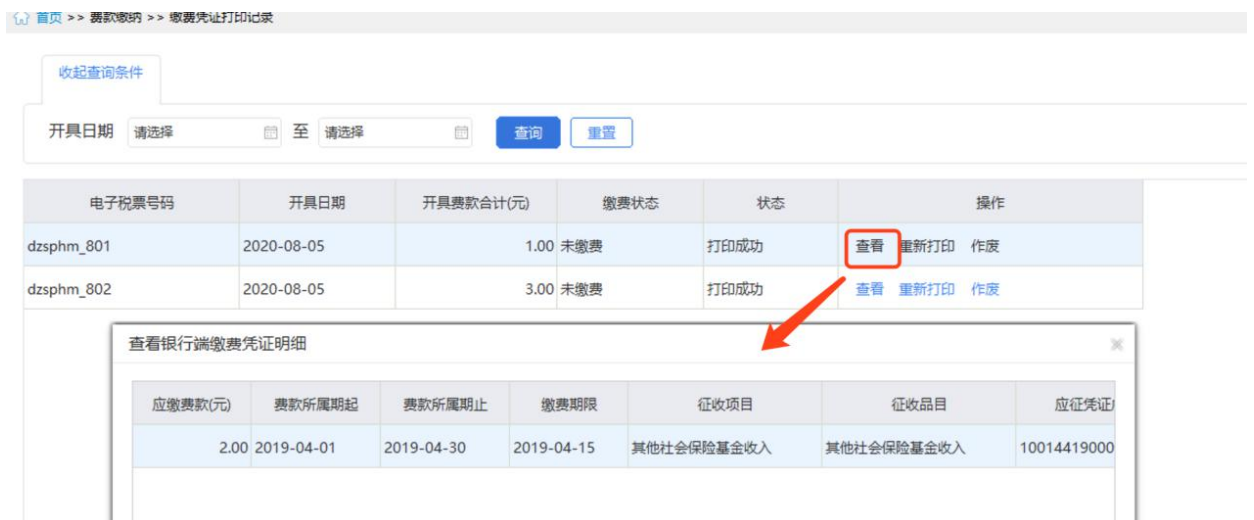 首页 >> 费款缴纳 >> 缴费凭证打印记录
收起查询条件
开具日期 请选择 至 请选择 查询 重置
电子税票号码 开具日期 开具费款合计(元) 缴费状态 状态 操作
dzsphm_801 2020-08-05 1.00 未缴费 打印成功 查看 重新打印 作废
dzsphm_802 2020-08-05 3.00 未缴费 打印成功 查看 重新打印 作废
查看银行端缴费凭证明细
应缴费款(元) 费款所属期起 费款所属期止 缴费期限 征收项目 征收品目 应征凭证
2.00 2019-04-01 2019-04-30 2019-04-15 其他社会保险基金收入 其他社会保险基金收入 10014419000